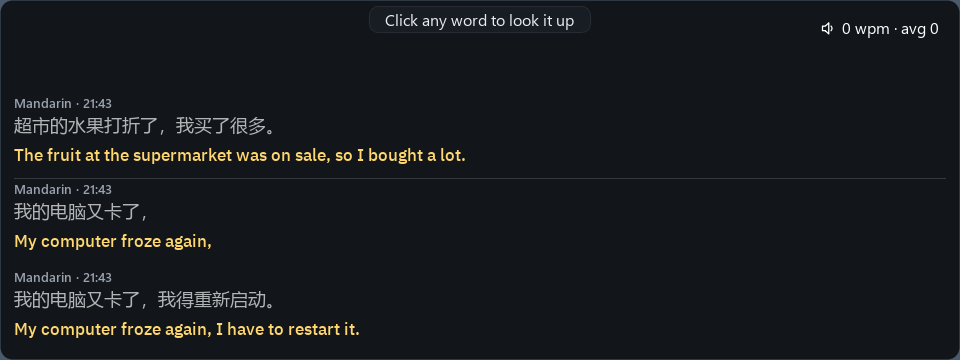 Click any word to look it up
0 wpm · avg 0
Mandarin · 21:43
超市的水果打折了，我买了很多。
The fruit at the supermarket was on sale, so I bought a lot.
Mandarin · 21:43
我的电脑又卡了，
My computer froze again,
Mandarin · 21:43
我的电脑又卡了，我得重新启动。
My computer froze again, I have to restart it.